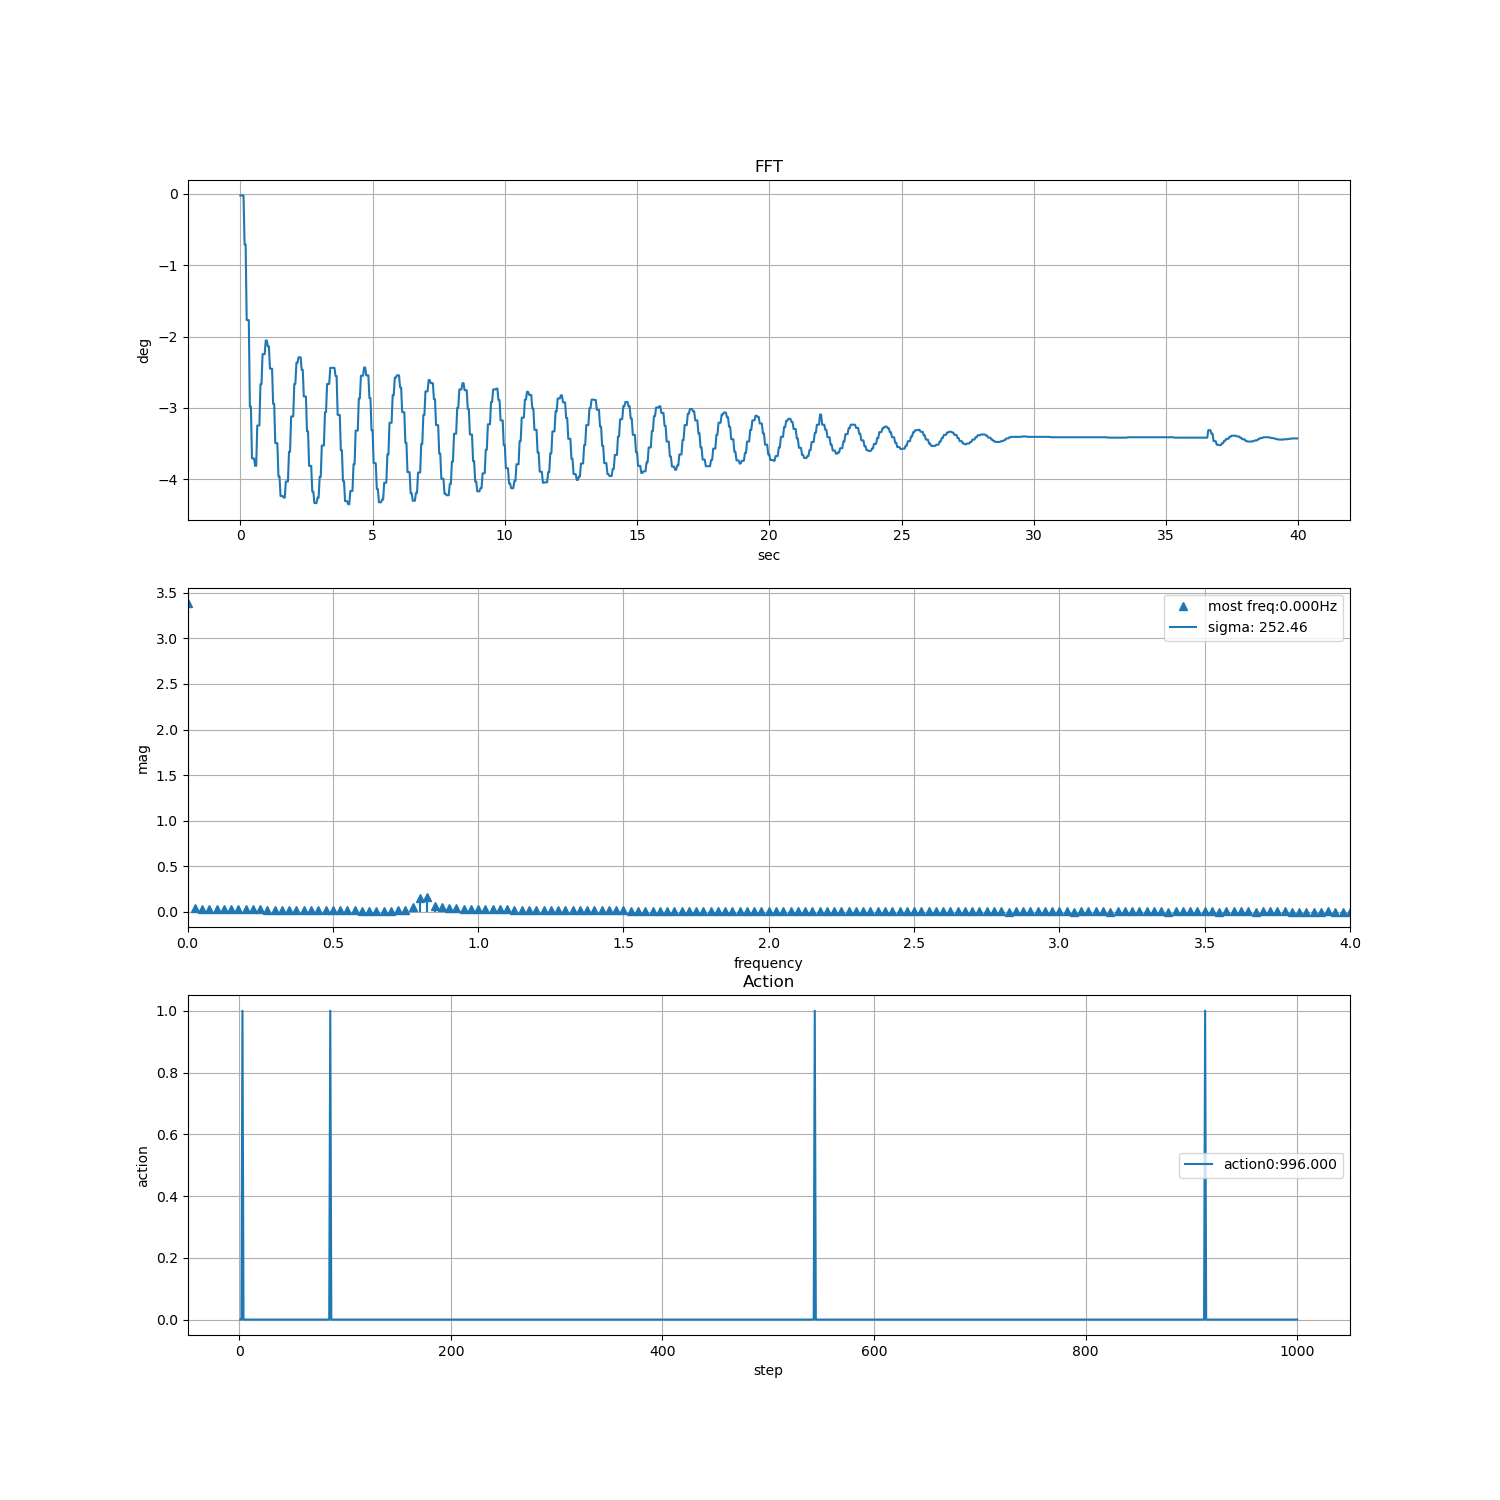 FFT
0
−1
−2
−3
−4
deg
0 5 10 15 20 25 30 35 40
sec
3.5
3.0
2.5
2.0
1.5
1.0
0.5
0.0
mag
most freq:0.000Hz
sigma: 252.46
0.0 0.5 1.0 1.5 2.0 2.5 3.0 3.5 4.0
frequency
Action
1.0
0.8
0.6
0.4
0.2
0.0
action
action0:996.000
0 200 400 600 800 1000
step